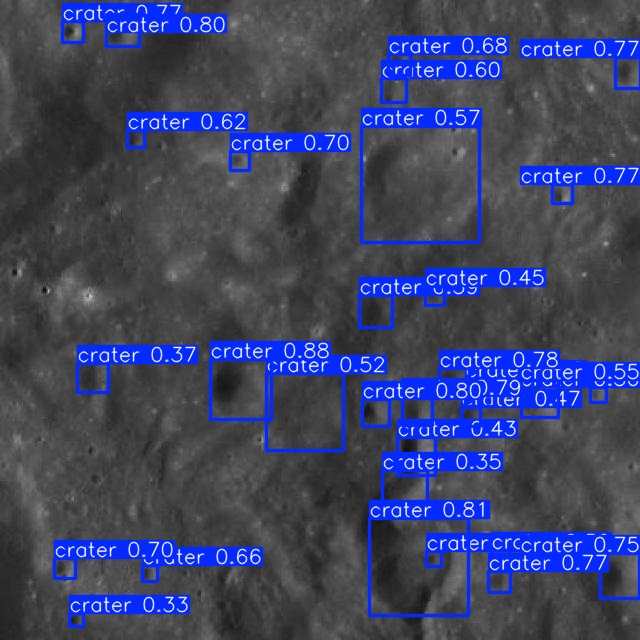 crater 0.77
crater 0.80
crater 0.68
crater 0.77
crater 0.60
crater 0.57
crater 0.62
crater 0.70
crater 0.77
crater 0.45
crater
crater 0.88
crater 0.37
crater 0.52
crater 0.78
crater 0.55
crater 0.80
0.79
0.47
crater 0.43
crater 0.35
crater 0.81
crater
crater 0.75
crater 0.70
crater 0.66
crater 0.77
crater 0.33